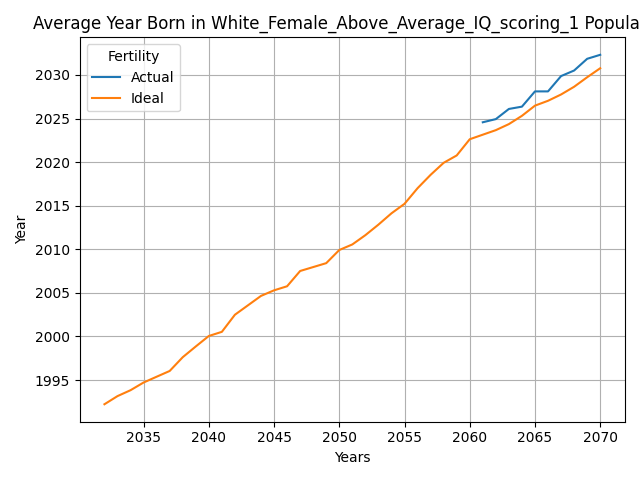 Average Year Born in White_Female_Above_Average_IQ_scoring_1 Popula
Fertility
Actual
Ideal
Year
2030
2025
2020
2015
2010
2005
2000
1995
2035 2040 2045 2050 2055 2060 2065 2070
Years